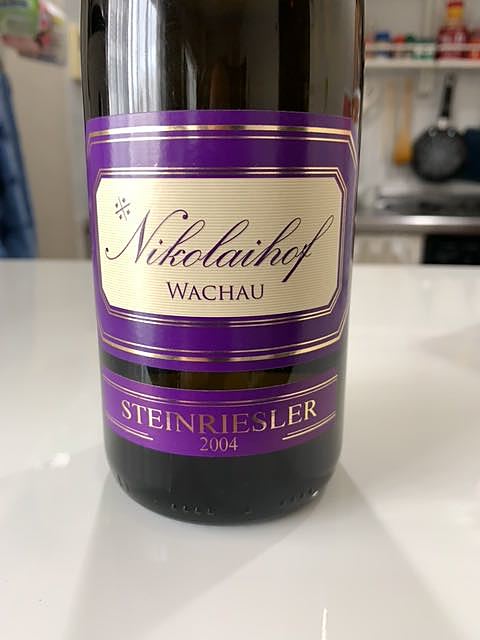 Nikolaihof
WACHAU
STEINRIESLER
2004